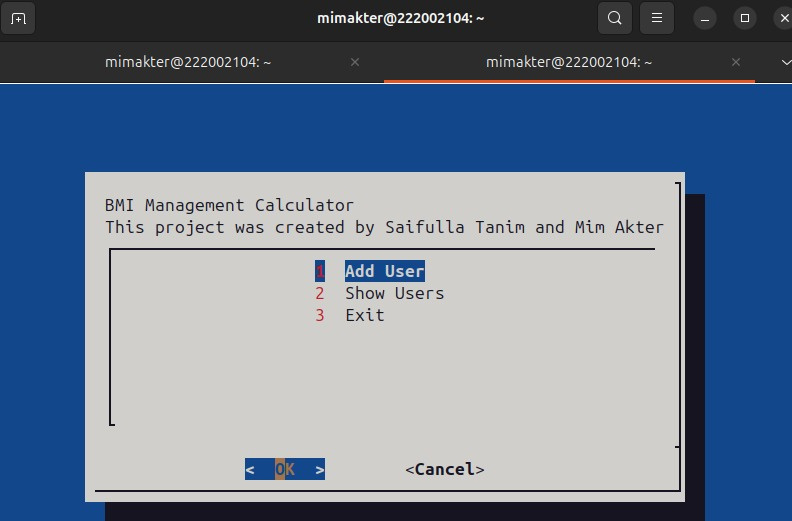 mimakter@222002104: ~
mimakter@222002104: ~ × mimakter@222002104: ~ ×
BMI Management Calculator
This project was created by Saifulla Tanim and Mim Akter
1 Add User
2 Show Users
3 Exit
< OK > <Cancel>